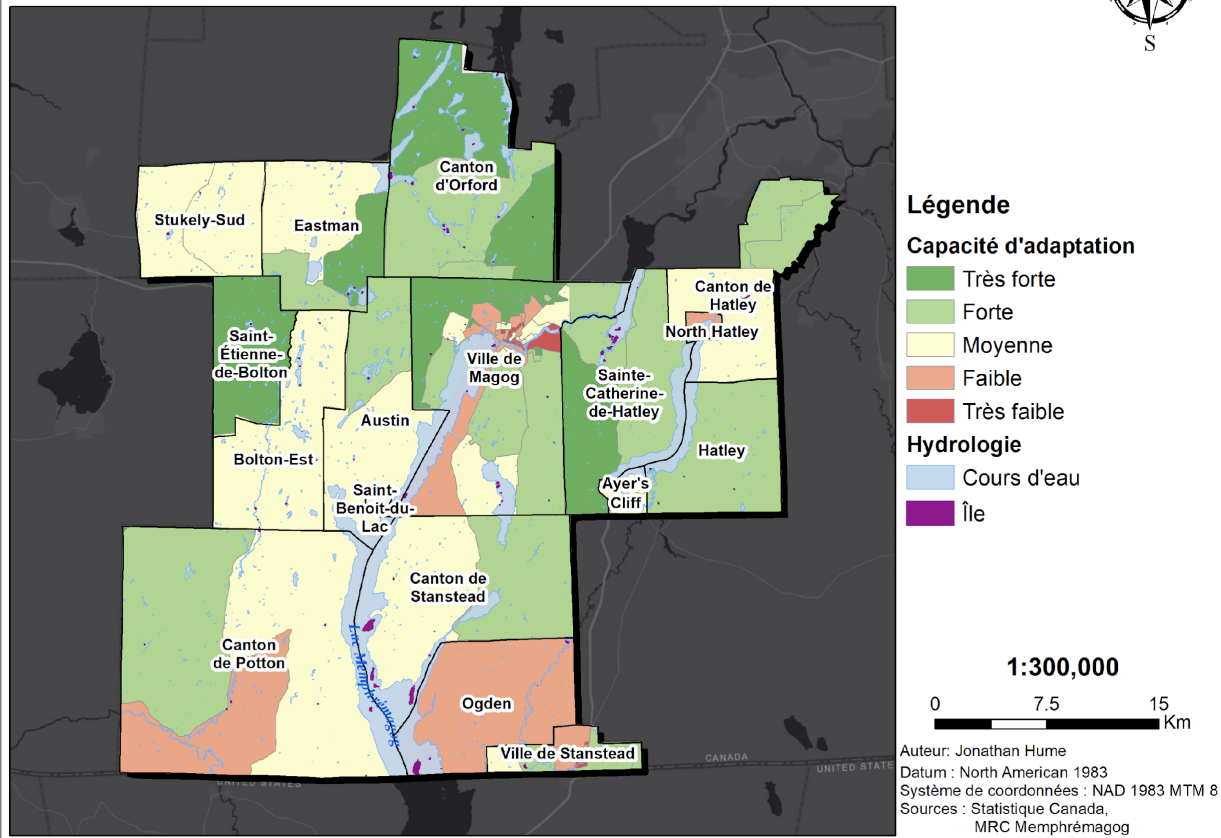 S
Canton
d'Orford
Stukely-Sud
Eastman
Canton de
Hatley
North Hatley
Saint-
Étienne-
de-Bolton
Ville de
Magog
Sainte-
Catherine-
de-Hatley
Austin
Hatley
Bolton-Est
Ayer's
Cliff
Saint-
Benoit-du-
Lac
Canton de
Stanstead
Canton
de Potton
Lac Memphrémagog
Ogden
Ville de Stanstead
CANADA
UNITED STATES
UNITED STATE
Légende
Capacité d'adaptation
Très forte
Forte
Moyenne
Faible
Très faible
Hydrologie
Cours d'eau
Île
1:300,000
0 7.5 15
Km
Auteur: Jonathan Hume
Datum : North American 1983
Système de coordonnées : NAD 1983 MTM 8
Sources : Statistique Canada,
MRC Memphrémagog